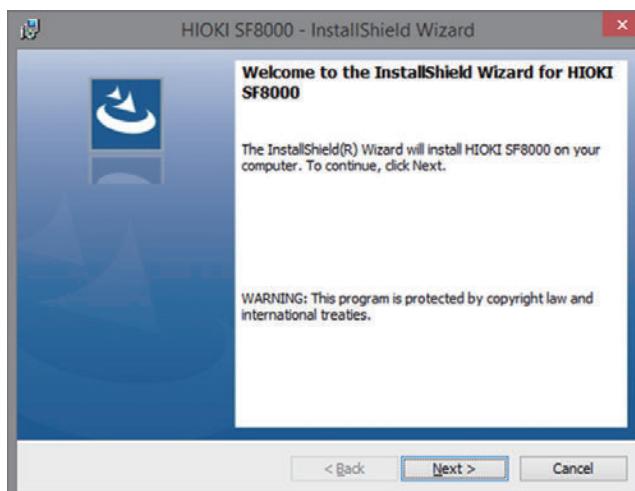 HIOKI SF8000 - InstallShield Wizard
Welcome to the InstallShield Wizard for HIOKI
SF8000
The InstallShield(R) Wizard will install HIOKI SF8000 on your
computer. To continue, click Next.
WARNING: This program is protected by copyright law and
international treaties.
< Back
Next >
Cancel